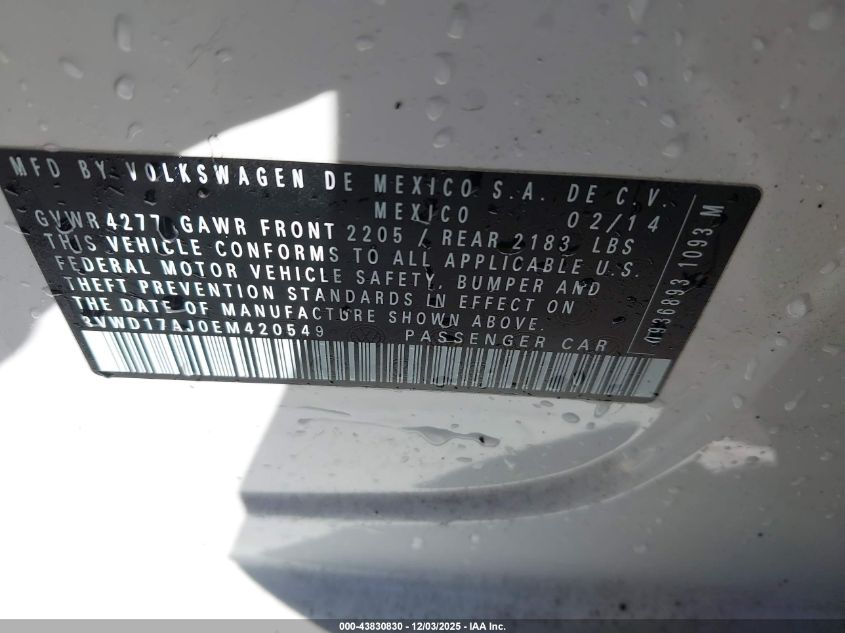 MFD BY VOLKSWAGEN DE MEXICO S.A. DE C.V.
MEXICO 02/14
GVWR 4277 GAWR FRONT 2205 / REAR 2183 LBS
THIS VEHICLE CONFORMS TO ALL APPLICABLE U.S.
FEDERAL MOTOR VEHICLE SAFETY, BUMPER AND
THEFT PREVENTION STANDARDS IN EFFECT ON
THE DATE OF MANUFACTURE SHOWN ABOVE.
3VWD17AJ0EM420549 PASSENGER CAR
1093 M
000-43830830 - 12/03/2025 - IAA Inc.